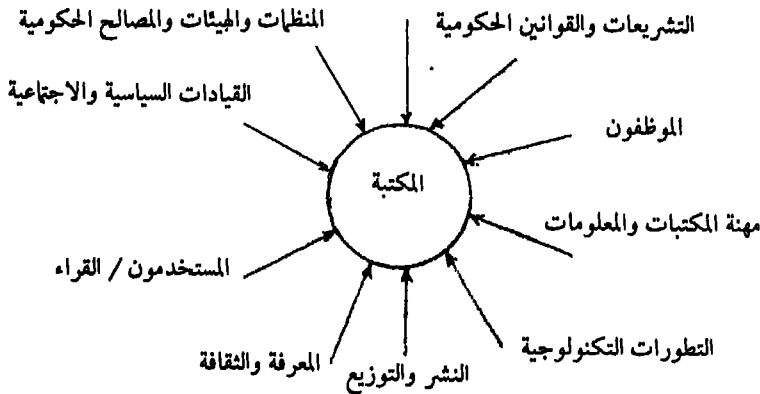 المنظمات والهيئات والمصالح الحكومية
التشريعات والقوانين الحكومية
القيادات السياسية والاجتماعية
الموظفون
المكتبة
مهنة المكتبات والمعلومات
المستخدمون / القراء
التطورات التكنولوجية
المعرفة والثقافة
النشر والتوزيع